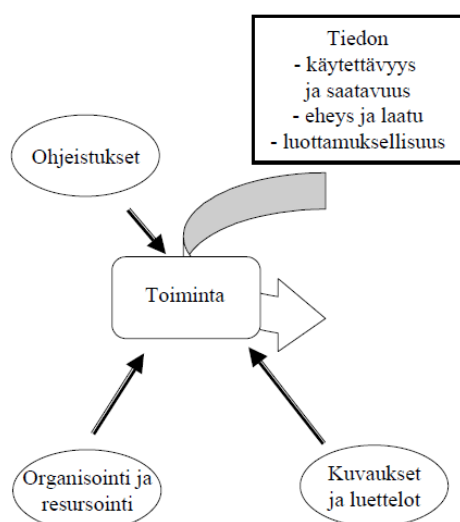 Tiedon
- käytettävyys
ja saatavuus
- eheys ja laatu
- luottamuksellisuus
Ohjeistukset
Toiminta
Organisointi ja
resursointi
Kuvaukset
ja luettelot